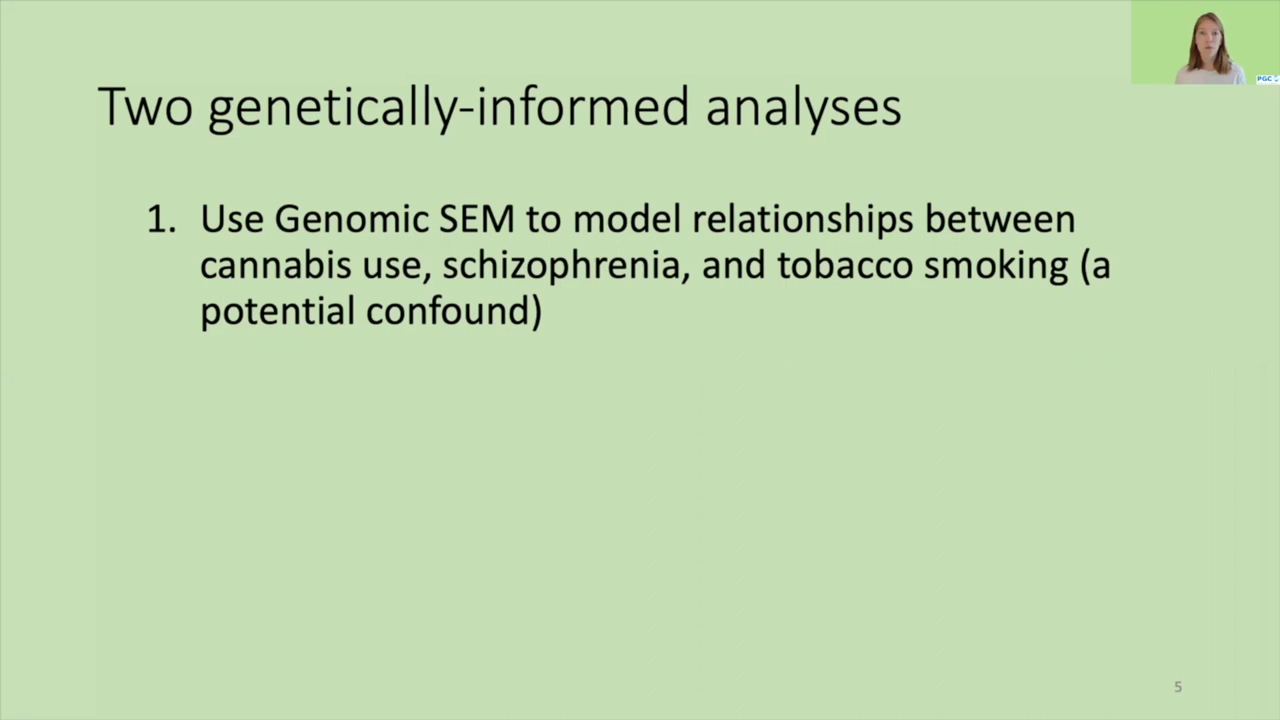 PGC
Two genetically-informed analyses
1. Use Genomic SEM to model relationships between
cannabis use, schizophrenia, and tobacco smoking (a
potential confound)
5